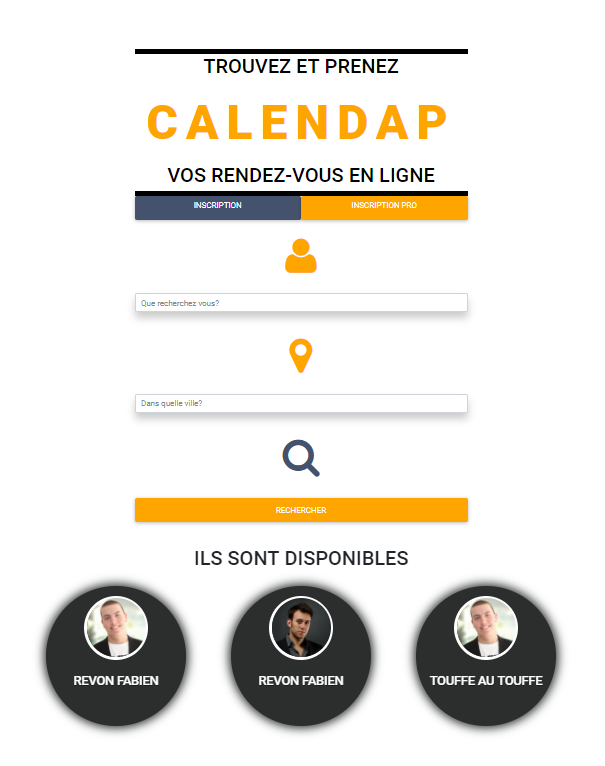 TROUVEZ ET PRENEZ
CALENDAP
VOS RENDEZ-VOUS EN LIGNE
INSCRIPTION
INSCRIPTION PRO
Que recherchez vous?
Dans quelle ville?
RECHERCHER
ILS SONT DISPONIBLES
REVON FABIEN
REVON FABIEN
TOUFFE AU TOUFFE